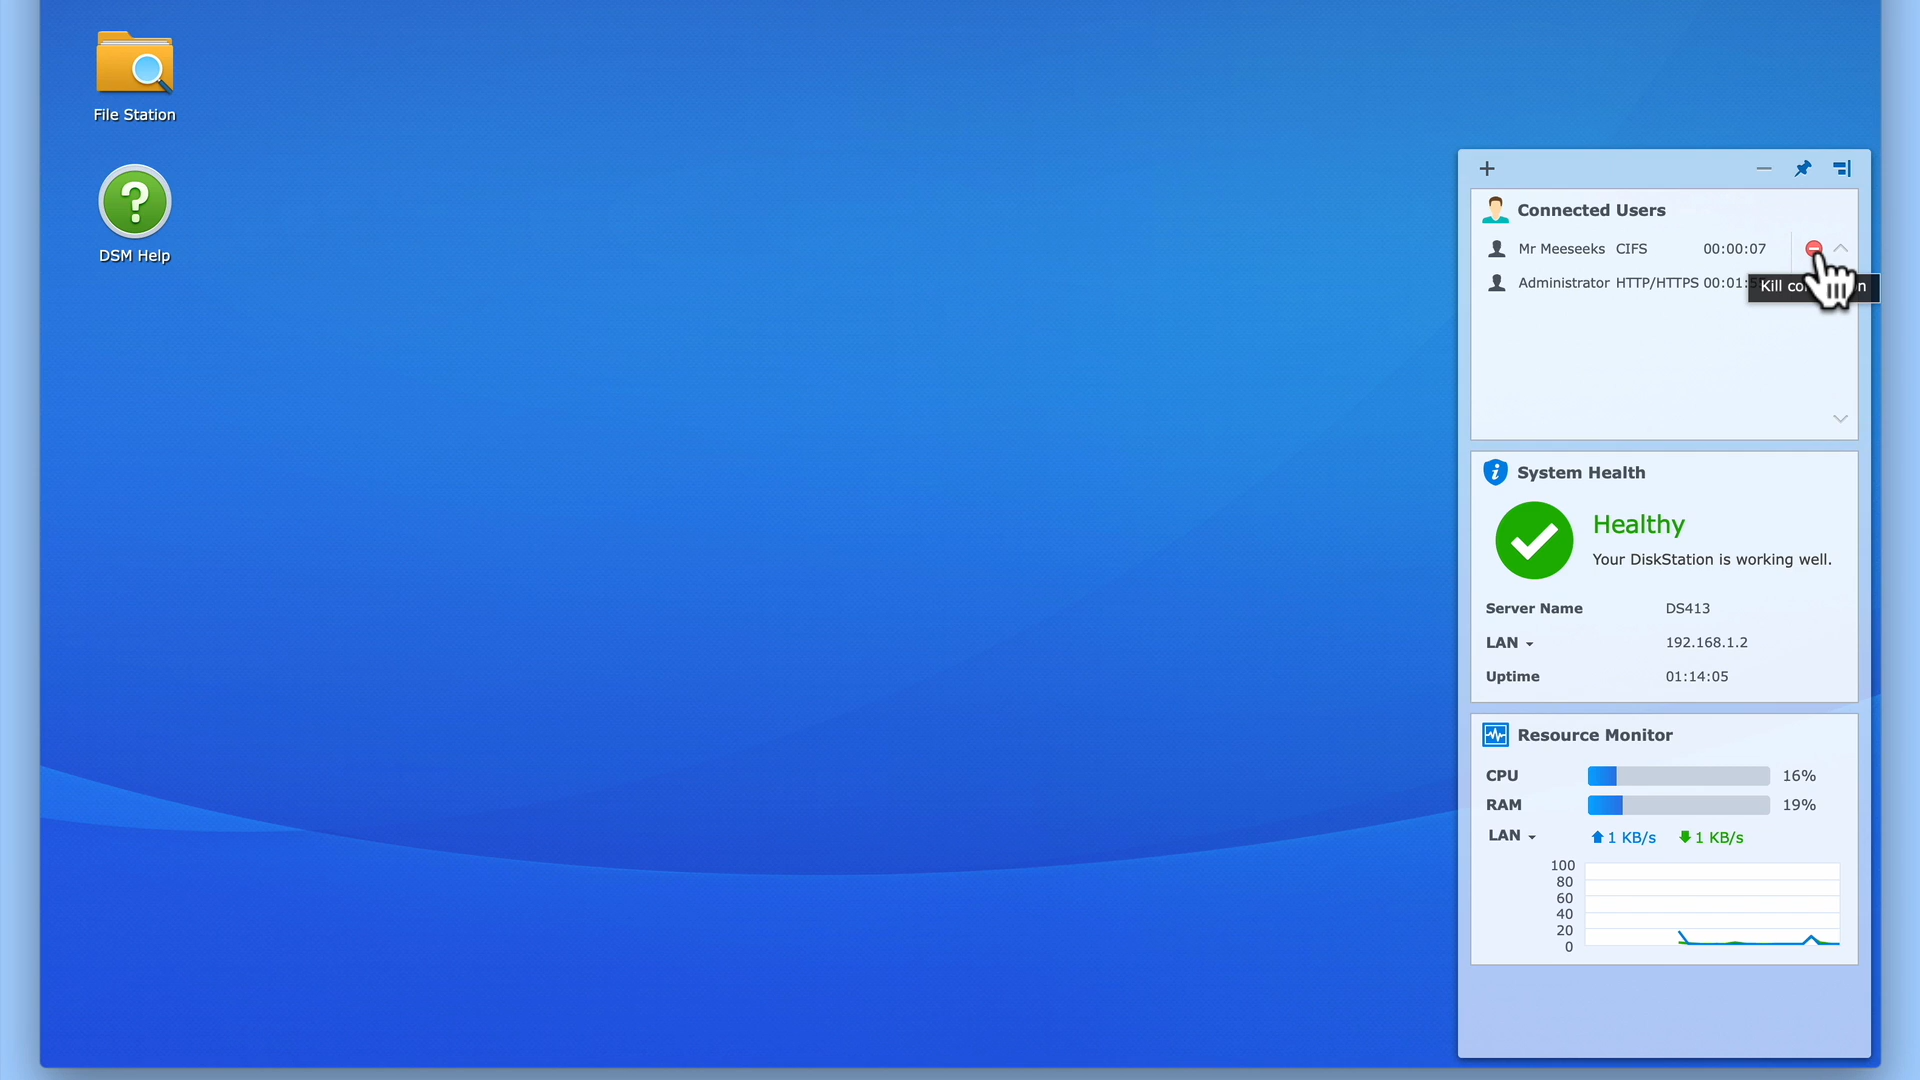 File Station
DSM Help
Connected Users
Mr Meeseeks CIFS 00:00:07
Administrator HTTP/HTTPS
Kill
System Health
Healthy
Your DiskStation is working well.
Server Name DS413
LAN 192.168.1.2
Uptime 01:14:05
Resource Monitor
CPU 16%
RAM 19%
LAN 1 KB/s 1 KB/s
100
80
60
40
20
0